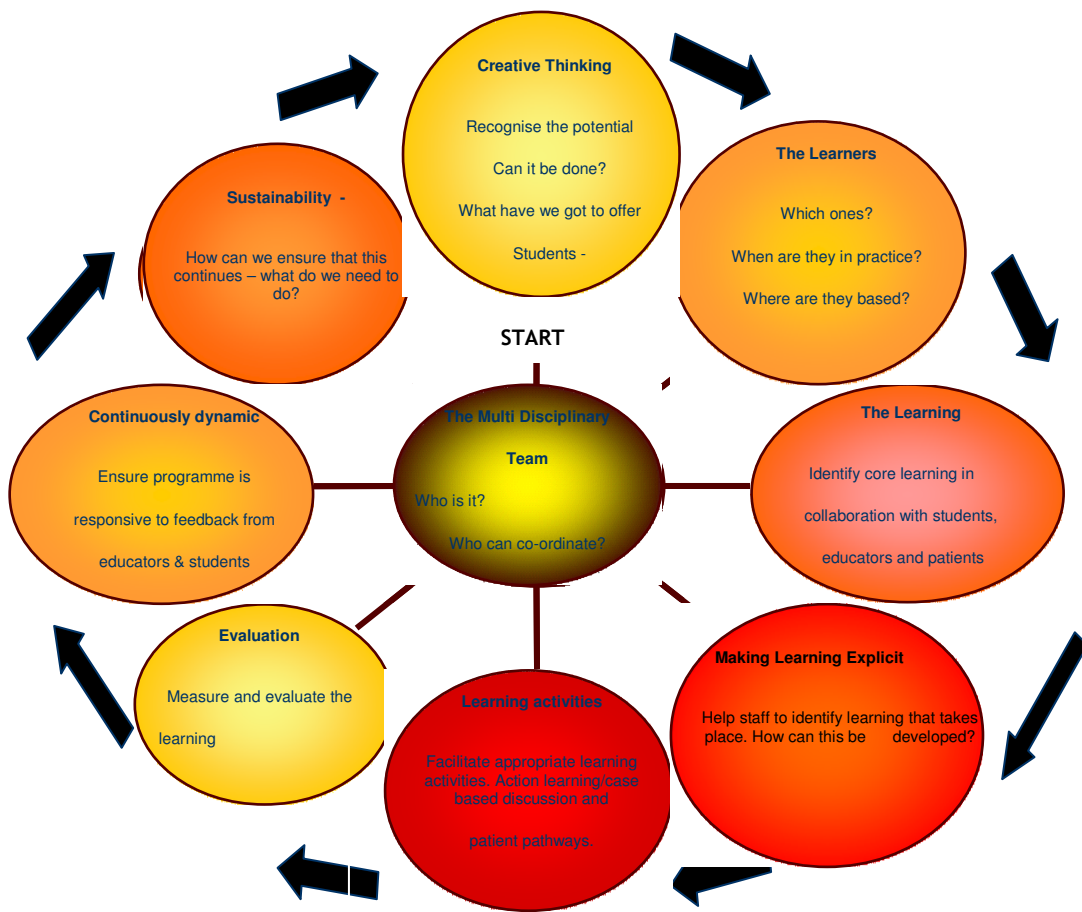 Creative Thinking
Recognise the potential
Can it be done?
What have we got to offer
Students -
The Learners
Which ones?
When are they in practice?
Where are they based?
The Learning
Identify core learning in
collaboration with students,
educators and patients
Making Learning Explicit
Help staff to identify learning that takes
place. How can this be developed?
Learning activities
Facilitate appropriate learning
activities. Action learning/case
based discussion and
patient pathways.
Evaluation
Measure and evaluate the
learning
Continuously dynamic
Ensure programme is
responsive to feedback from
educators & students
Sustainability -
How can we ensure that this
continues – what do we need to
do?
START
The Multi Disciplinary
Team
Who is it?
Who can co-ordinate?